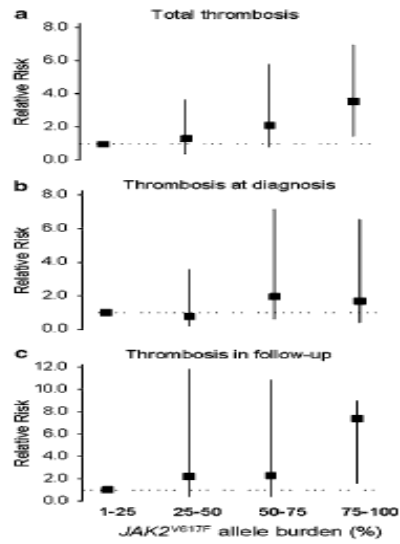 a Total thrombosis
8.0
6.0
4.0
2.0
0.0
Relative Risk
b Thrombosis at diagnosis
8.0
6.0
4.0
2.0
0.0
Relative Risk
c Thrombosis in follow-up
12.0
10.0
8.0
6.0
4.0
2.0
0.0
Relative Risk
1-25 25-50 50-75 75-100
JAK2V617F allele burden (%)